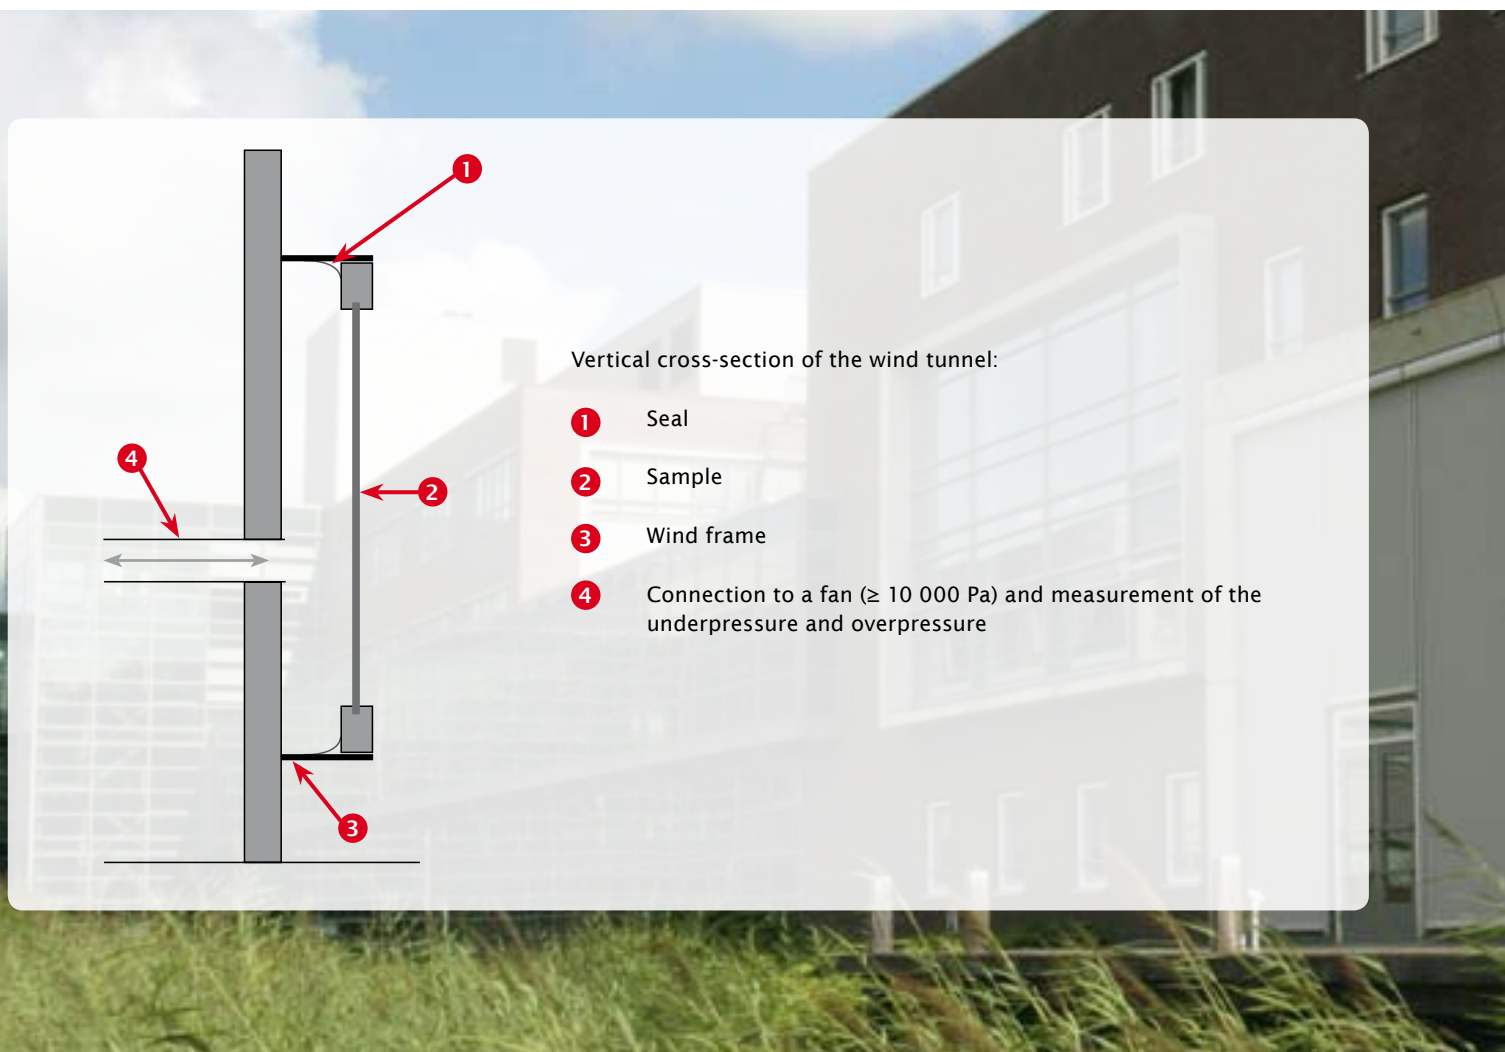 1
4
2
3
Vertical cross-section of the wind tunnel:
1 Seal
2 Sample
3 Wind frame
4 Connection to a fan (≥ 10 000 Pa) and measurement of the
underpressure and overpressure